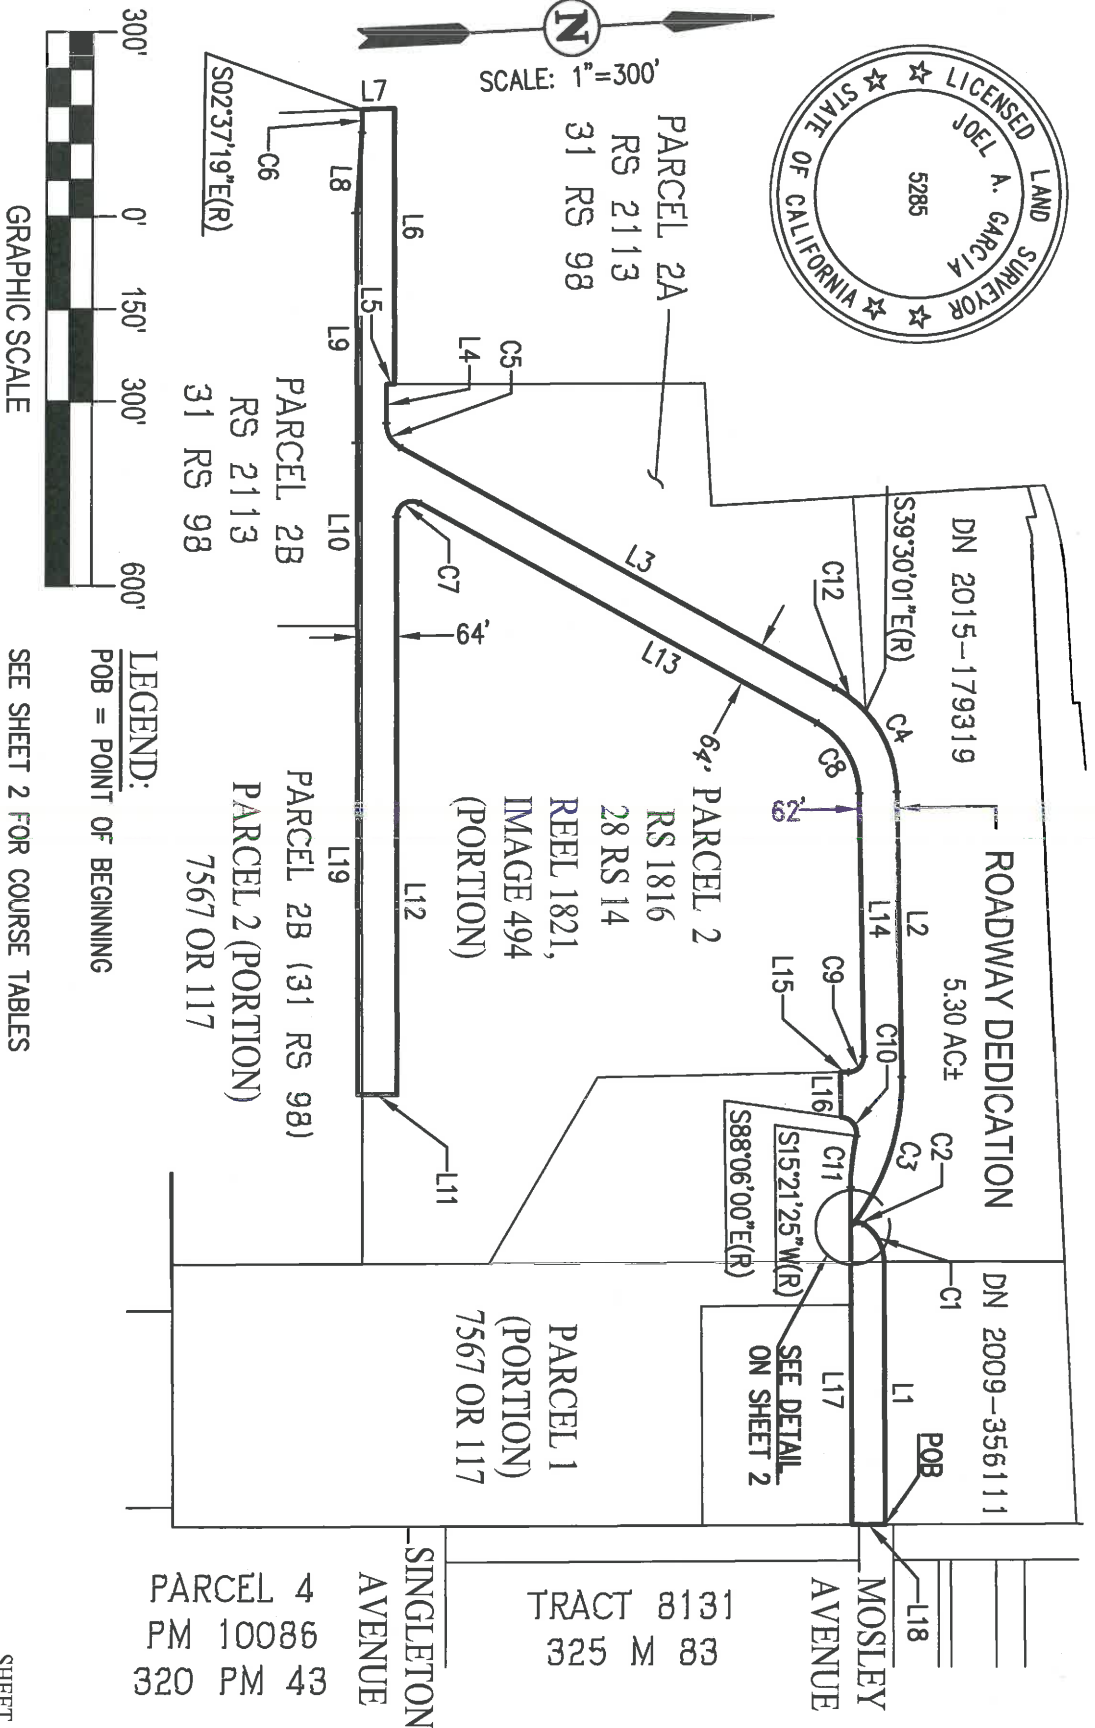 LICENSED LAND SURVEYOR
JOEL A. GARCIA
5285
STATE OF CALIFORNIA
N
SCALE: 1"=300'
PARCEL 2A
RS 2113
31 RS 98
DN 2015-179319
S39°30'01"E(R)
C12
C4
ROADWAY DEDICATION
5.30 AC±
L2
L14
62'
C8
C9
C10
L15
L16
C2
C3
C11
C1
S15°21'25"W(R)
S88°06'00"E(R)
DN 2009-356111
POB
L1
L17
L18
SEE DETAIL
ON SHEET 2
MOSLEY
AVENUE
L3
L13
64'
PARCEL 2
RS 1816
28 RS 14
REEL 1821,
IMAGE 494
(PORTION)
C5
L4
L5
L6
L7
L8
C6
S02°37'19"E(R)
C7
64'
L9
L10
L12
L19
L11
PARCEL 2B
RS 2113
31 RS 98
PARCEL 2B (31 RS 98)
PARCEL 2 (PORTION)
7567 OR 117
PARCEL 1
(PORTION)
7567 OR 117
TRACT 8131
325 M 83
SINGLETON
AVENUE
PARCEL 4
PM 10086
320 PM 43
300' 0' 150' 300' 600'
GRAPHIC SCALE
LEGEND:
POB = POINT OF BEGINNING
SEE SHEET 2 FOR COURSE TABLES
SHEET